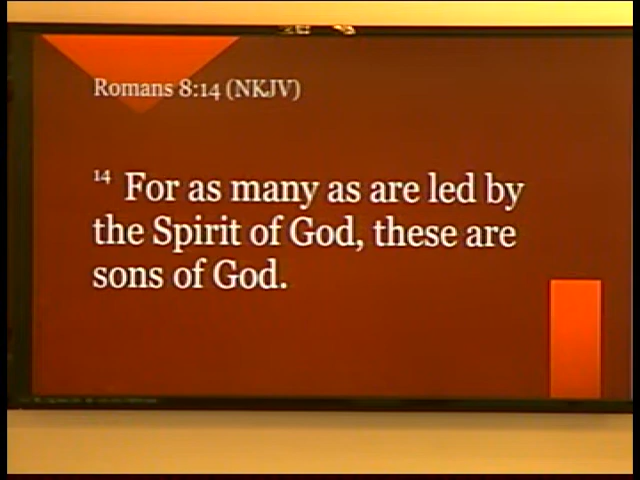 Romans 8:14 (NKJV)
14 For as many as are led by
the Spirit of God, these are
sons of God.